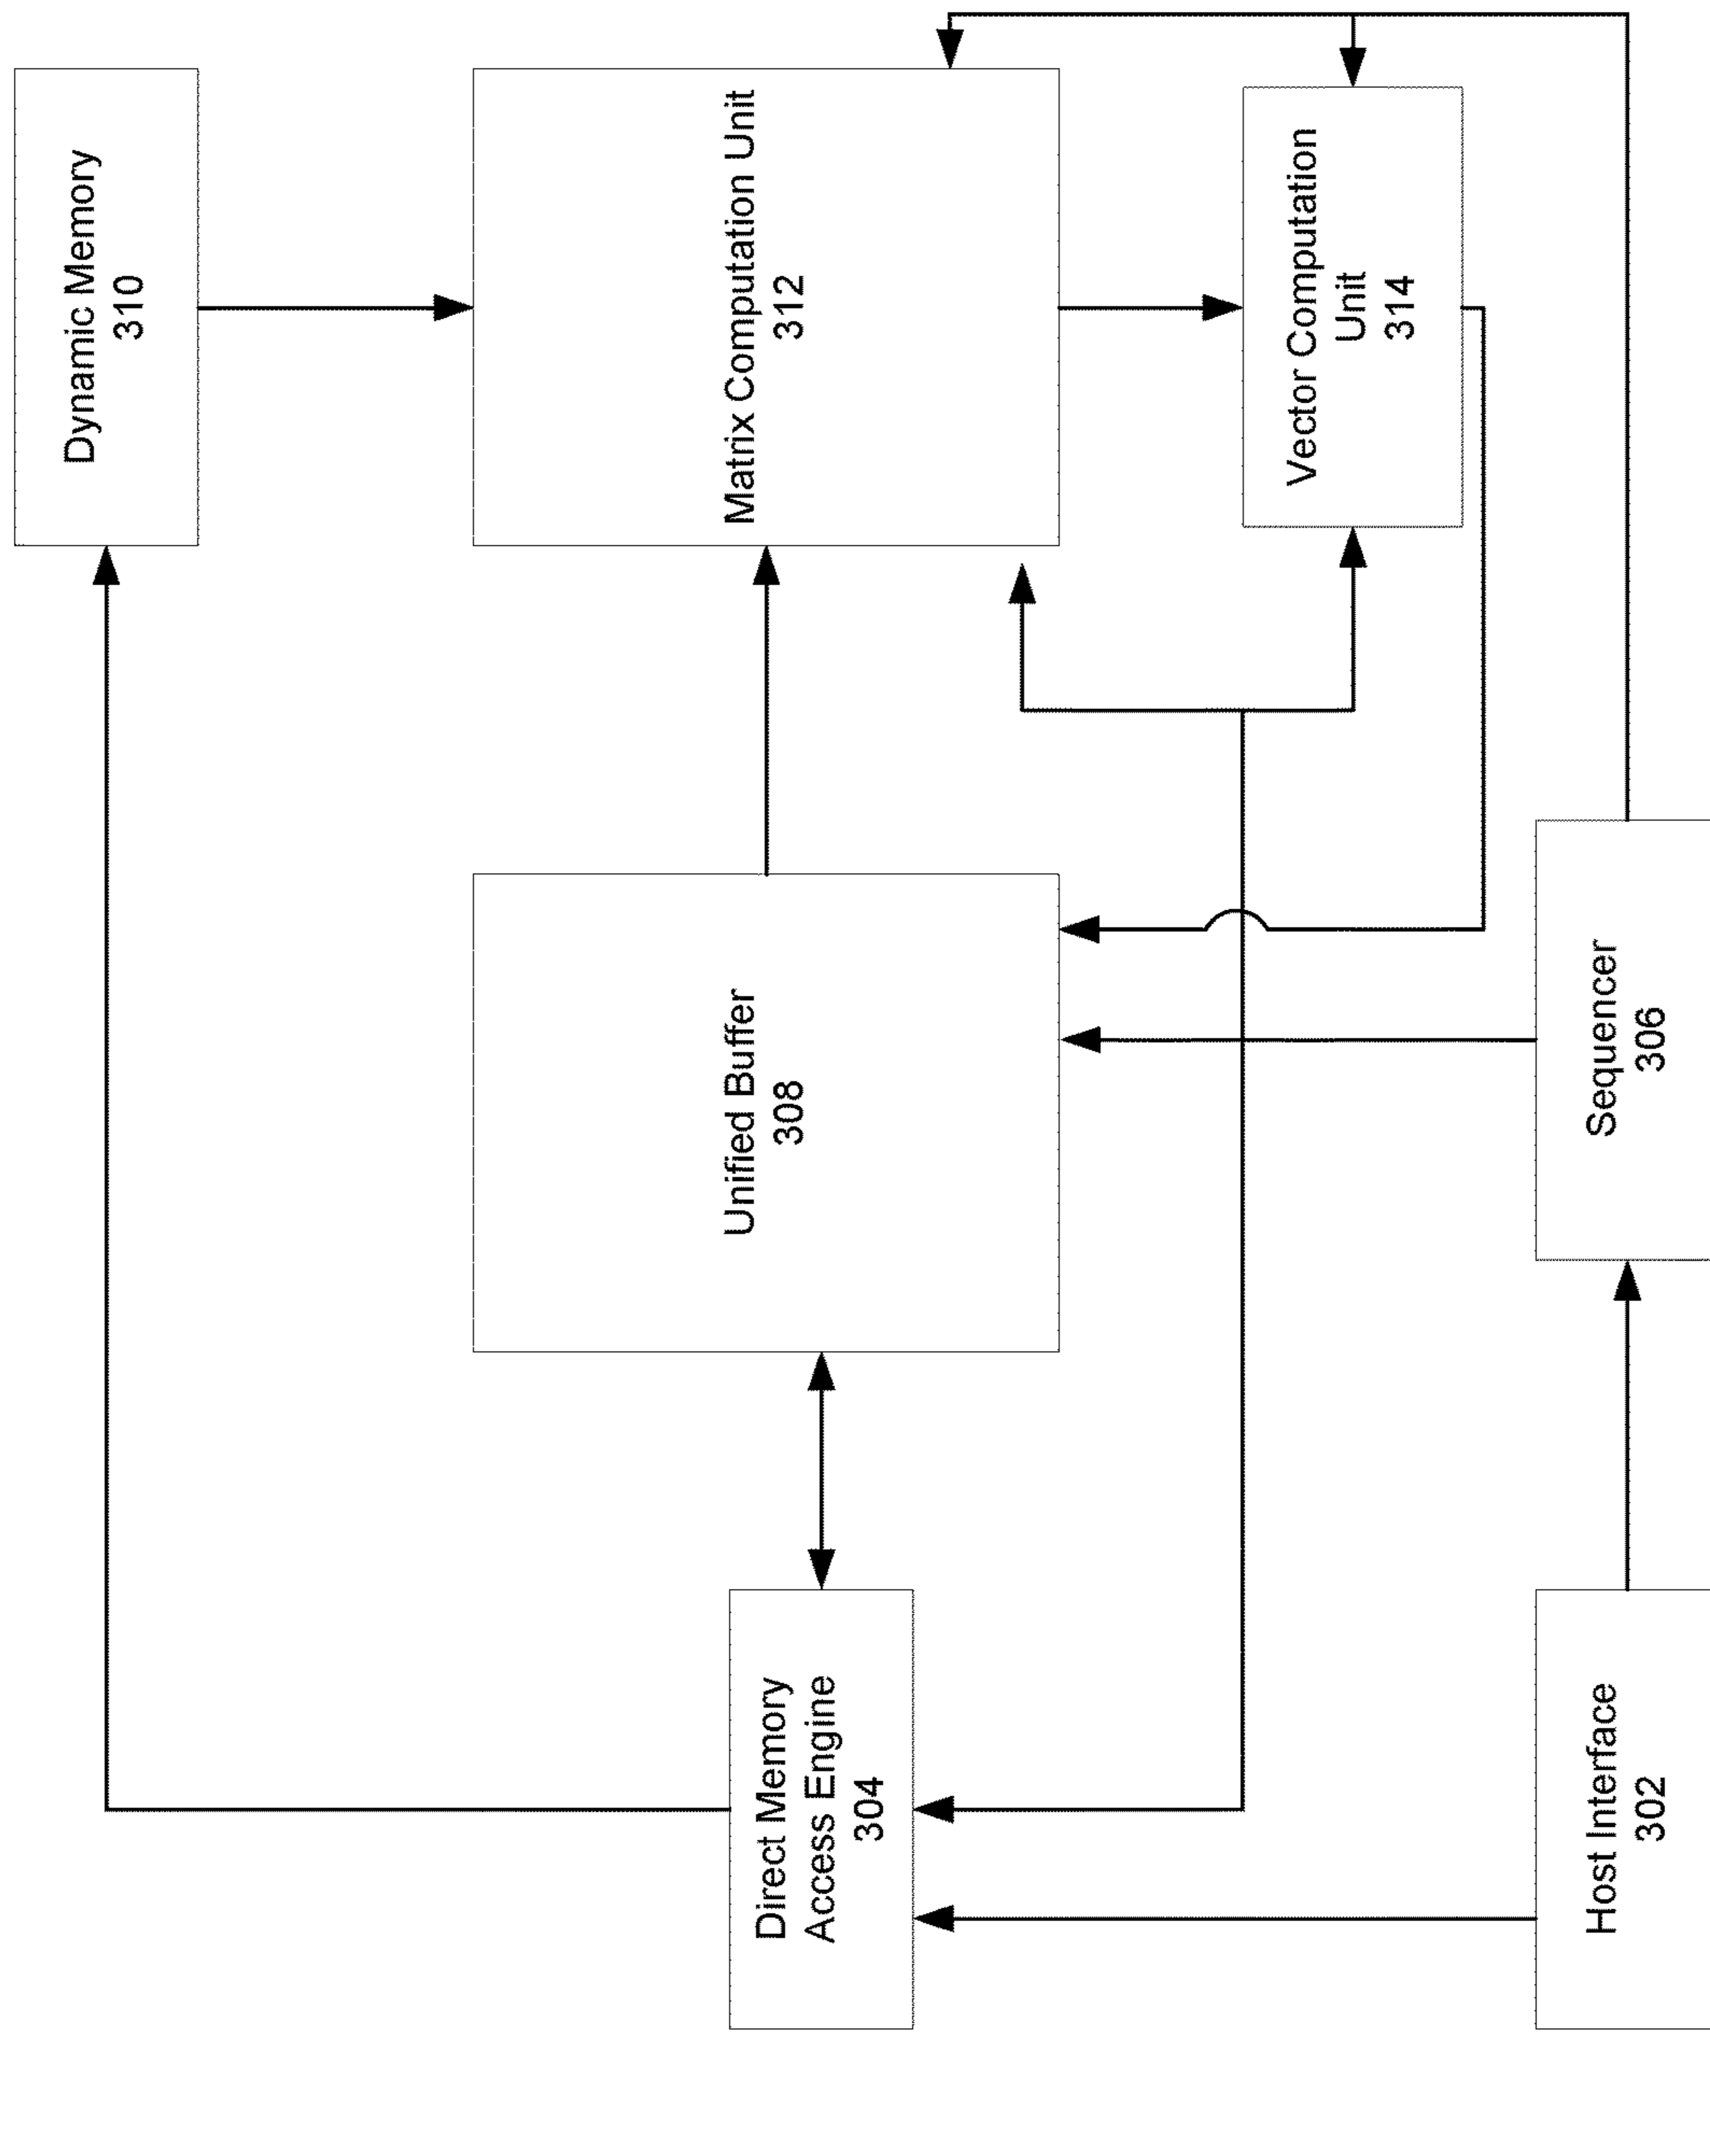 Dynamic Memory
310
Matrix Computation Unit
312
Vector Computation
Unit
314
Unified Buffer
308
Sequencer
306
Direct Memory
Access Engine
304
Host Interface
302